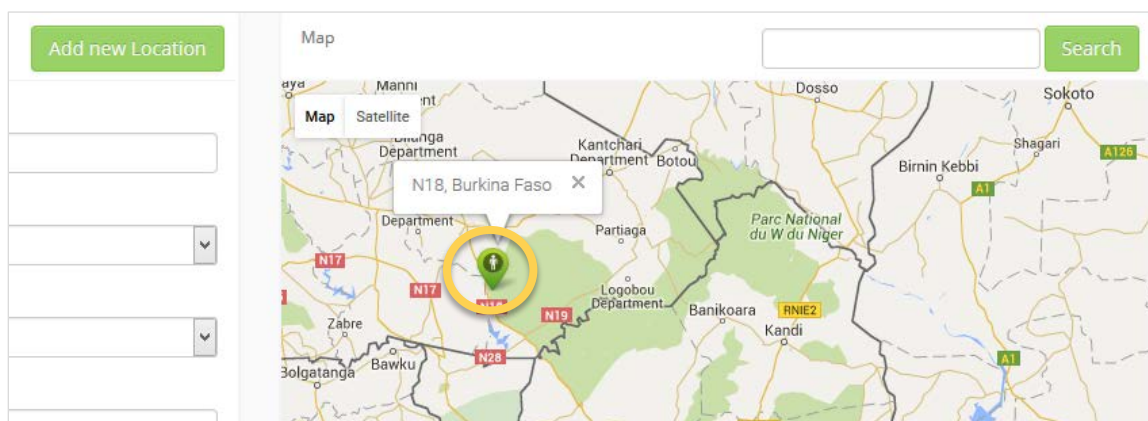 Add new Location
Map
Search
Manni
Dosso
Sokoto
Map
Satellite
Department
Kantchari
Department
Botou
Shagari
A126
Birnin Kebbi
A1
N18, Burkina Faso
Department
Partiaga
Parc National
du W du Niger
N17
N17
Logobou
Department
N19
Banikoara
RNIE2
Zabre
Kandi
N28
Bawku
A1
Bolgatanga